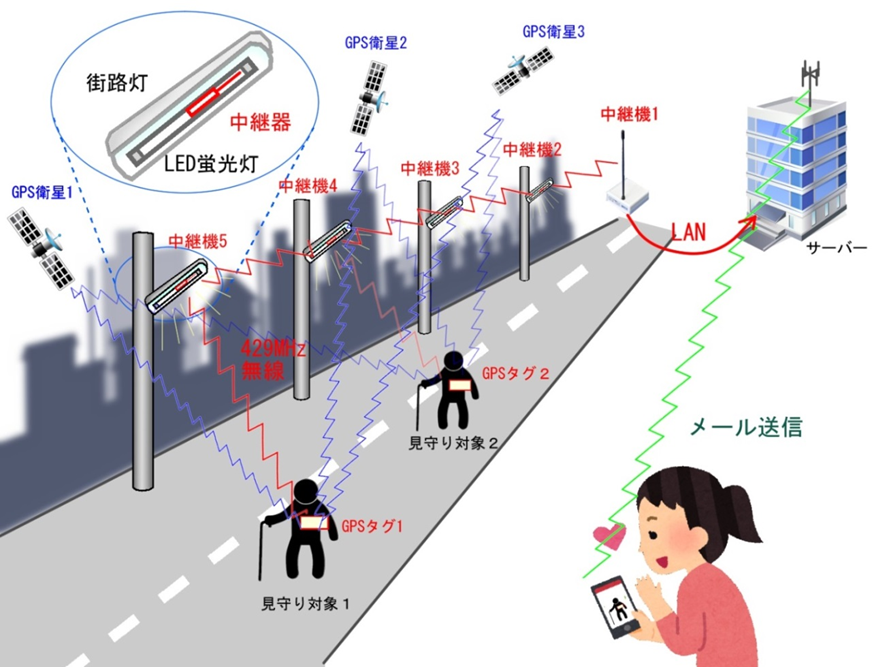 GPS衛星2
GPS衛星3
街路灯
中継器
LED蛍光灯
中継機1
中継機2
中継機3
中継機4
GPS衛星1
中継機5
LAN
サーバー
429MHz
無線
GPSタグ2
見守り対象2
メール送信
GPSタグ1
見守り対象1